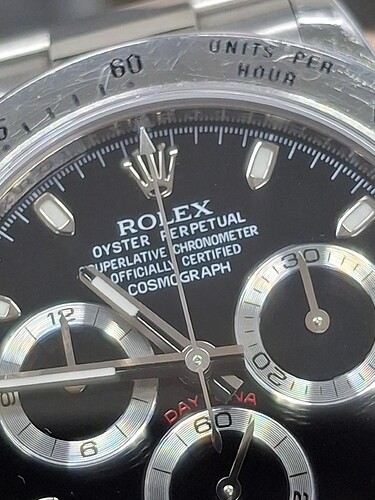 60
UNITS PER
HOUR
ROLEX
OYSTER PERPETUAL
SUPERLATIVE CHRONOMETER
OFFICIALLY CERTIFIED
COSMOGRAPH
30
20
12
6
60